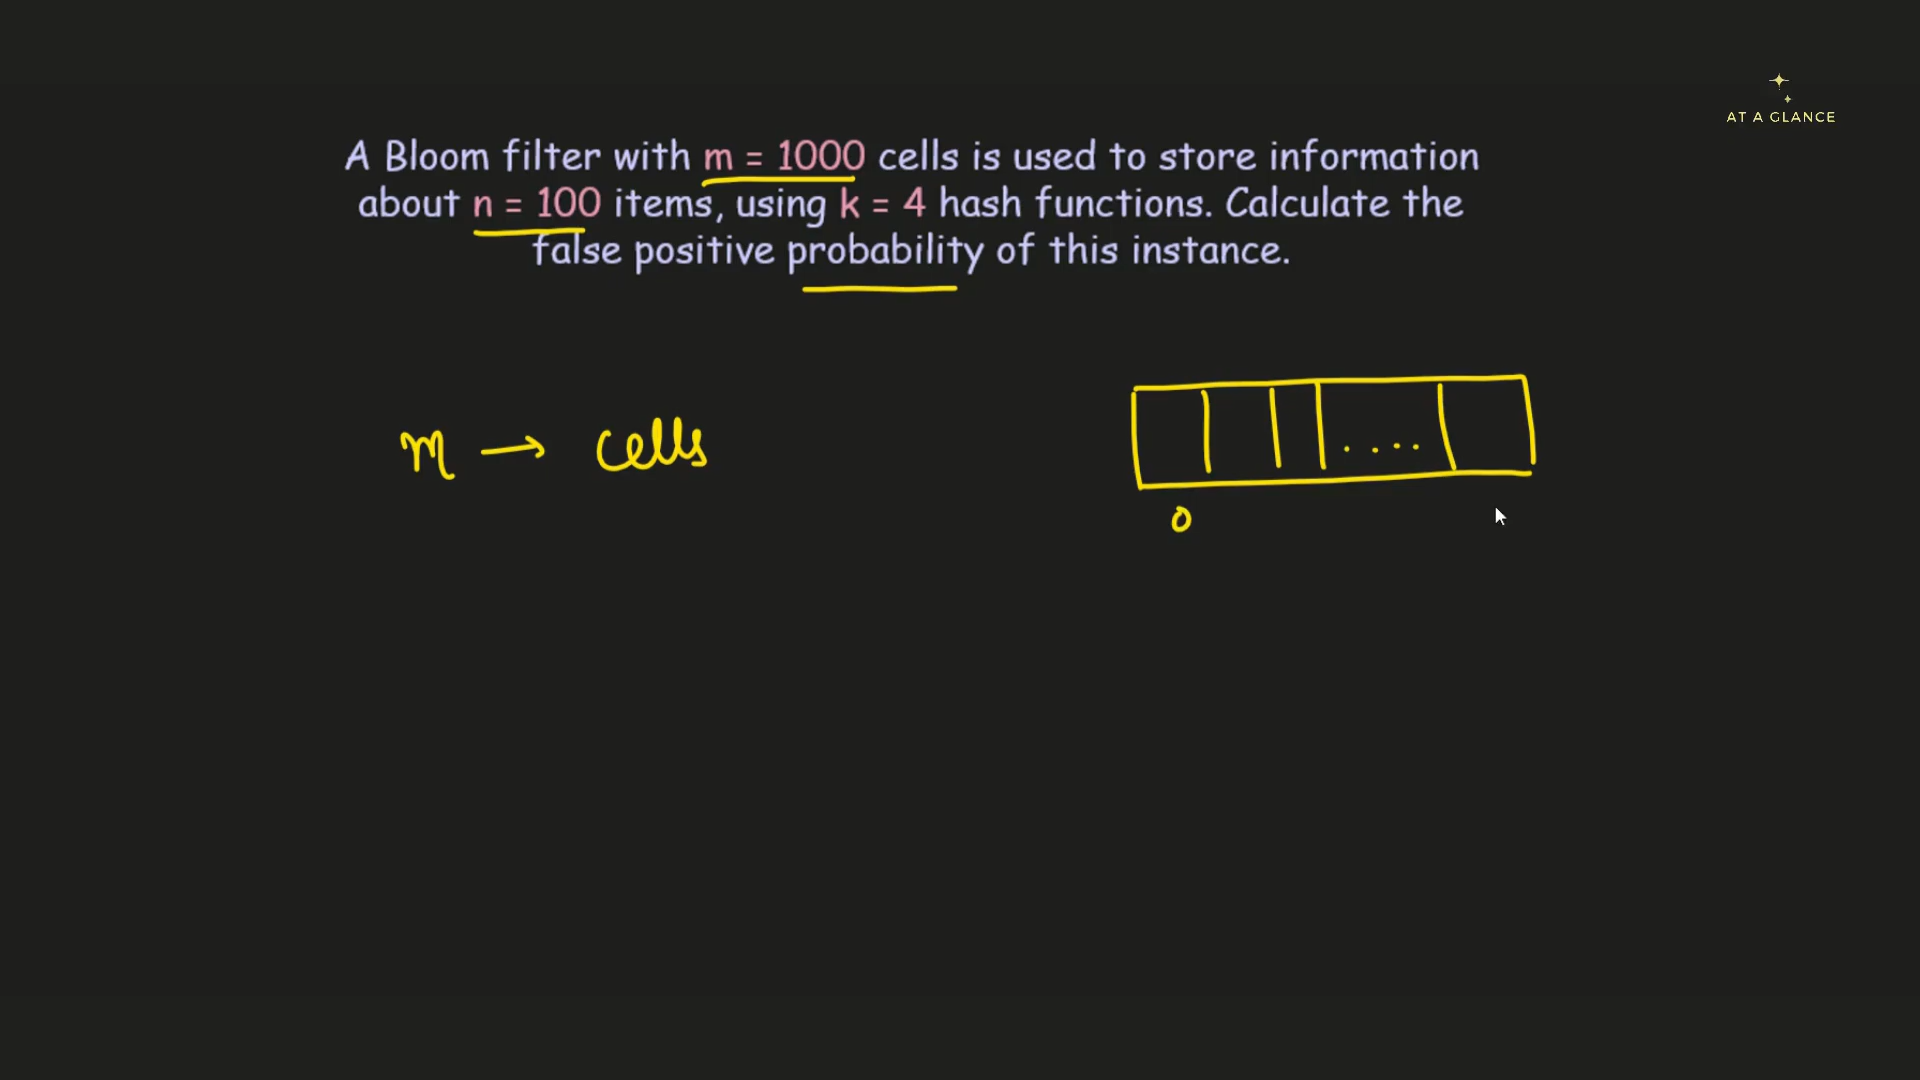 AT A GLANCE
A Bloom filter with m = 1000 cells is used to store information
about n = 100 items, using k = 4 hash functions. Calculate the
false positive probability of this instance.
m → cells
....
0